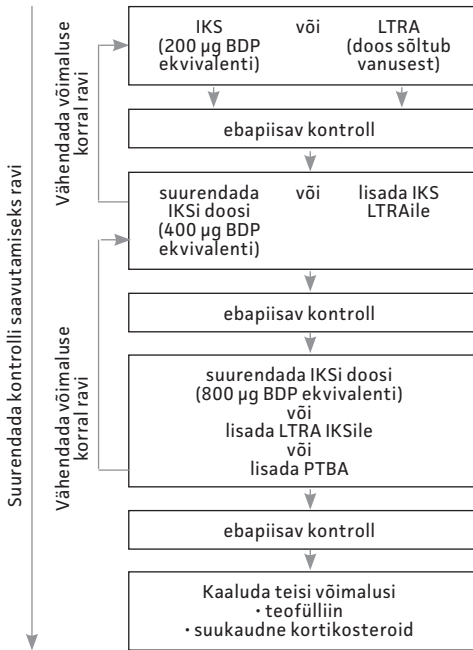 Suurendada kontrolli saavutamiseks ravi
Vähendada võimaluse
korral ravi
IKS või LTRA
(200 µg BDP (doos sõltub
ekvivalenti) vanusest)
ebapiisav kontroll
suurendada või lisada IKS
IKSi doosi LTRAile
(400 µg BDP
ekvivalenti)
Vähendada võimaluse
korral ravi
ebapiisav kontroll
suurendada IKSi doosi
(800 µg BDP ekvivalenti)
või
lisada LTRA IKSile
või
lisada PTBA
ebapiisav kontroll
Kaaluda teisi võimalusi
· teofülliin
· suukaudne kortikosteroid